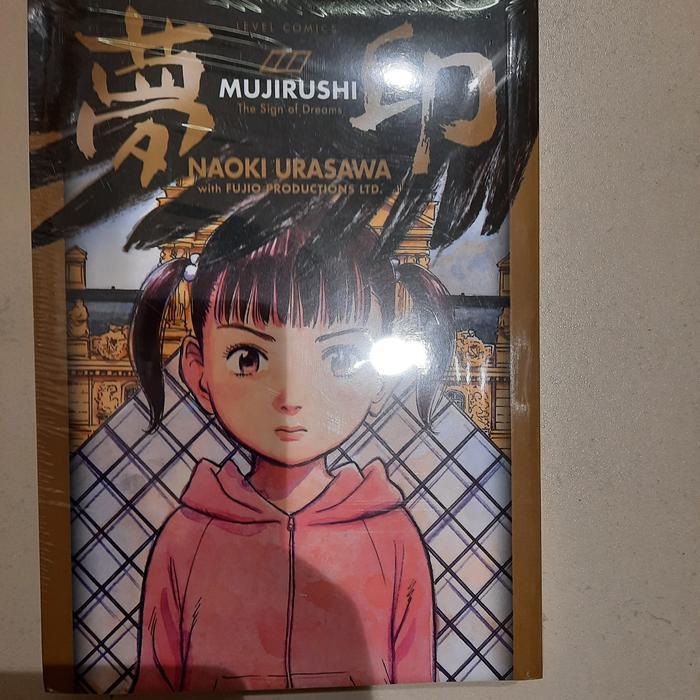 LEVEL COMICS
夢印
MUJIRUSHI
The Sign of Dreams
NAOKI URASAWA
with FUJIO PRODUCTIONS LTD.